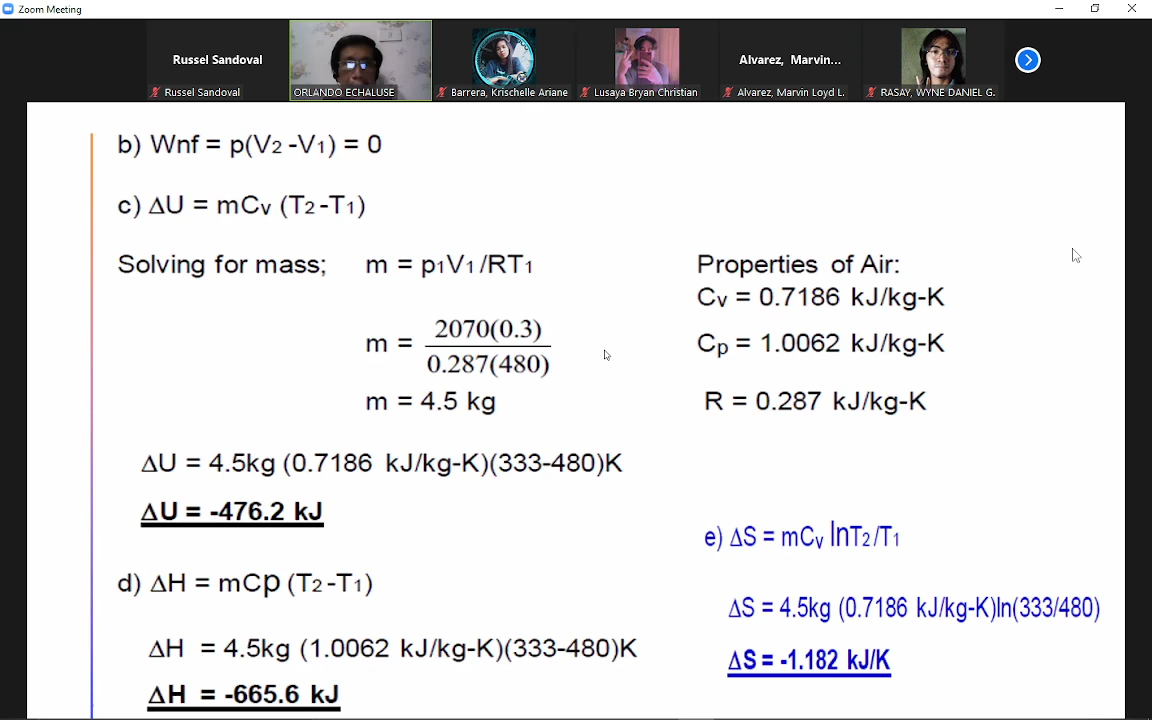 Zoom Meeting
Russel Sandoval
Alvarez, Marvin...
Russel Sandoval
ORLANDO ECHALUSE
Barrera, Krischelle Ariane
Lusaya Bryan Christian
Alvarez, Marvin Loyd L.
RASAY, WYNE DANIEL G.
b) Wnf = p(V2 -V1) = 0
c) ΔU = mCv (T2 -T1)
Solving for mass; m = p1V1 /RT1
m = 2070(0.3)
0.287(480)
m = 4.5 kg
Properties of Air:
Cv = 0.7186 kJ/kg-K
Cp = 1.0062 kJ/kg-K
R = 0.287 kJ/kg-K
ΔU = 4.5kg (0.7186 kJ/kg-K)(333-480)K
ΔU = -476.2 kJ
d) ΔH = mCp (T2 -T1)
ΔH = 4.5kg (1.0062 kJ/kg-K)(333-480)K
ΔH = -665.6 kJ
e) ΔS = mCv lnT2 /T1
ΔS = 4.5kg (0.7186 kJ/kg-K)ln(333/480)
ΔS = -1.182 kJ/K